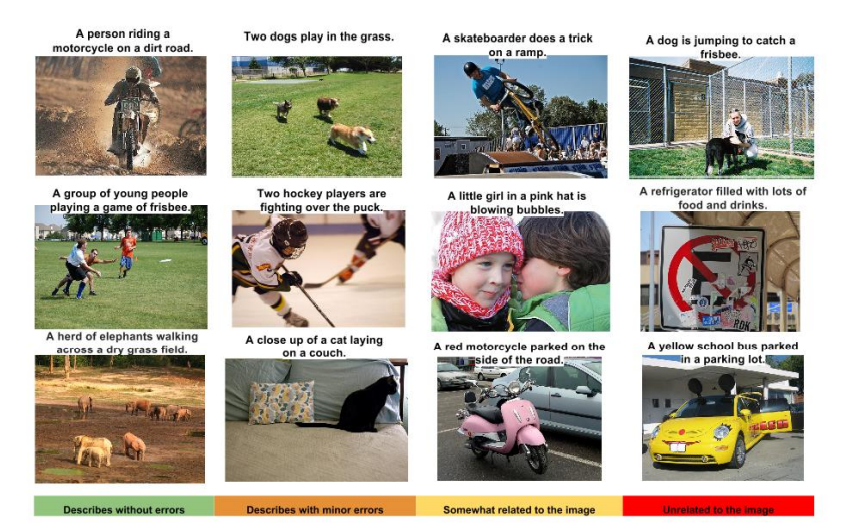 A person riding a
motorcycle on a dirt road.
Two dogs play in the grass.
A skateboarder does a trick
on a ramp.
A dog is jumping to catch a
frisbee.
A group of young people
playing a game of frisbee.
Two hockey players are
fighting over the puck.
A little girl in a pink hat is
blowing bubbles.
A refrigerator filled with lots of
food and drinks.
RDK
A herd of elephants walking
across a dry grass field.
A close up of a cat laying
on a couch.
A red motorcycle parked on the
side of the road.
A yellow school bus parked
in a parking lot.
Describes without errors
Describes with minor errors
Somewhat related to the image
Unrelated to the image